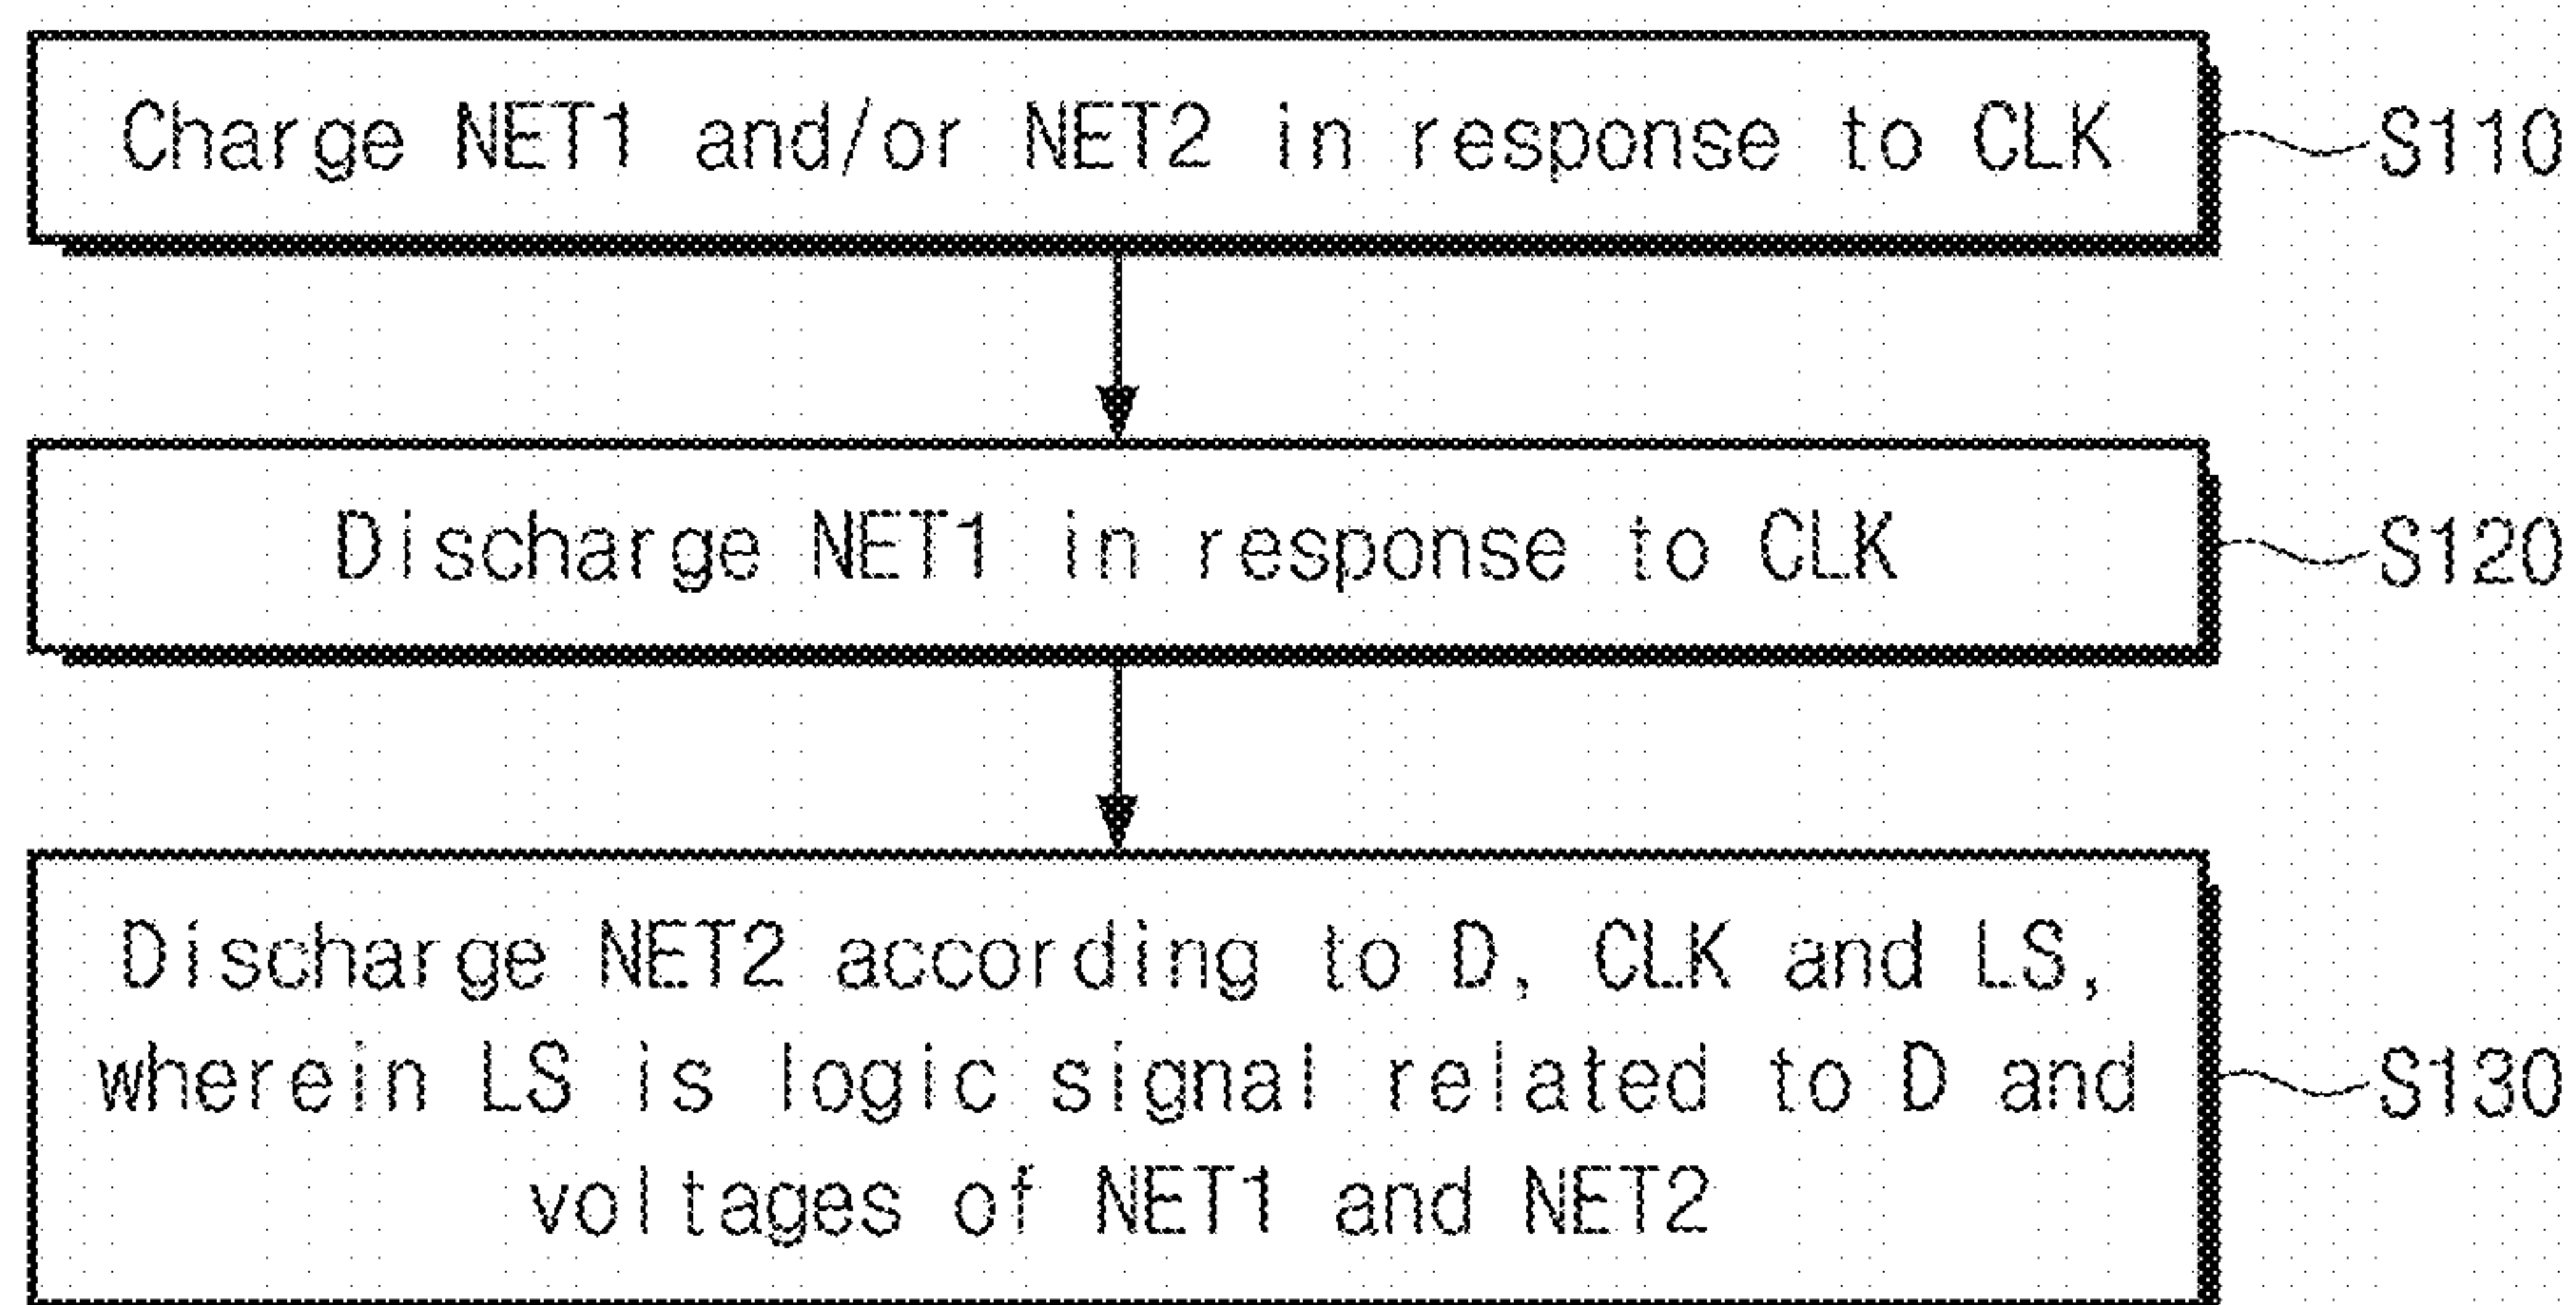 Charge NET1 and/or NET2 in response to CLK
S110
Discharge NET1 in response to CLK
S120
Discharge NET2 according to D, CLK and LS,
wherein LS is logic signal related to D and
voltages of NET1 and NET2
S130